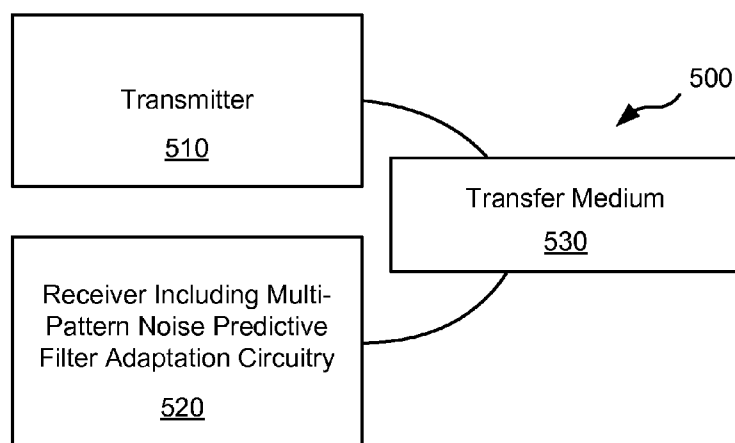 Transmitter
510
500
Transfer Medium
530
Receiver Including Multi-
Pattern Noise Predictive
Filter Adaptation Circuitry
520